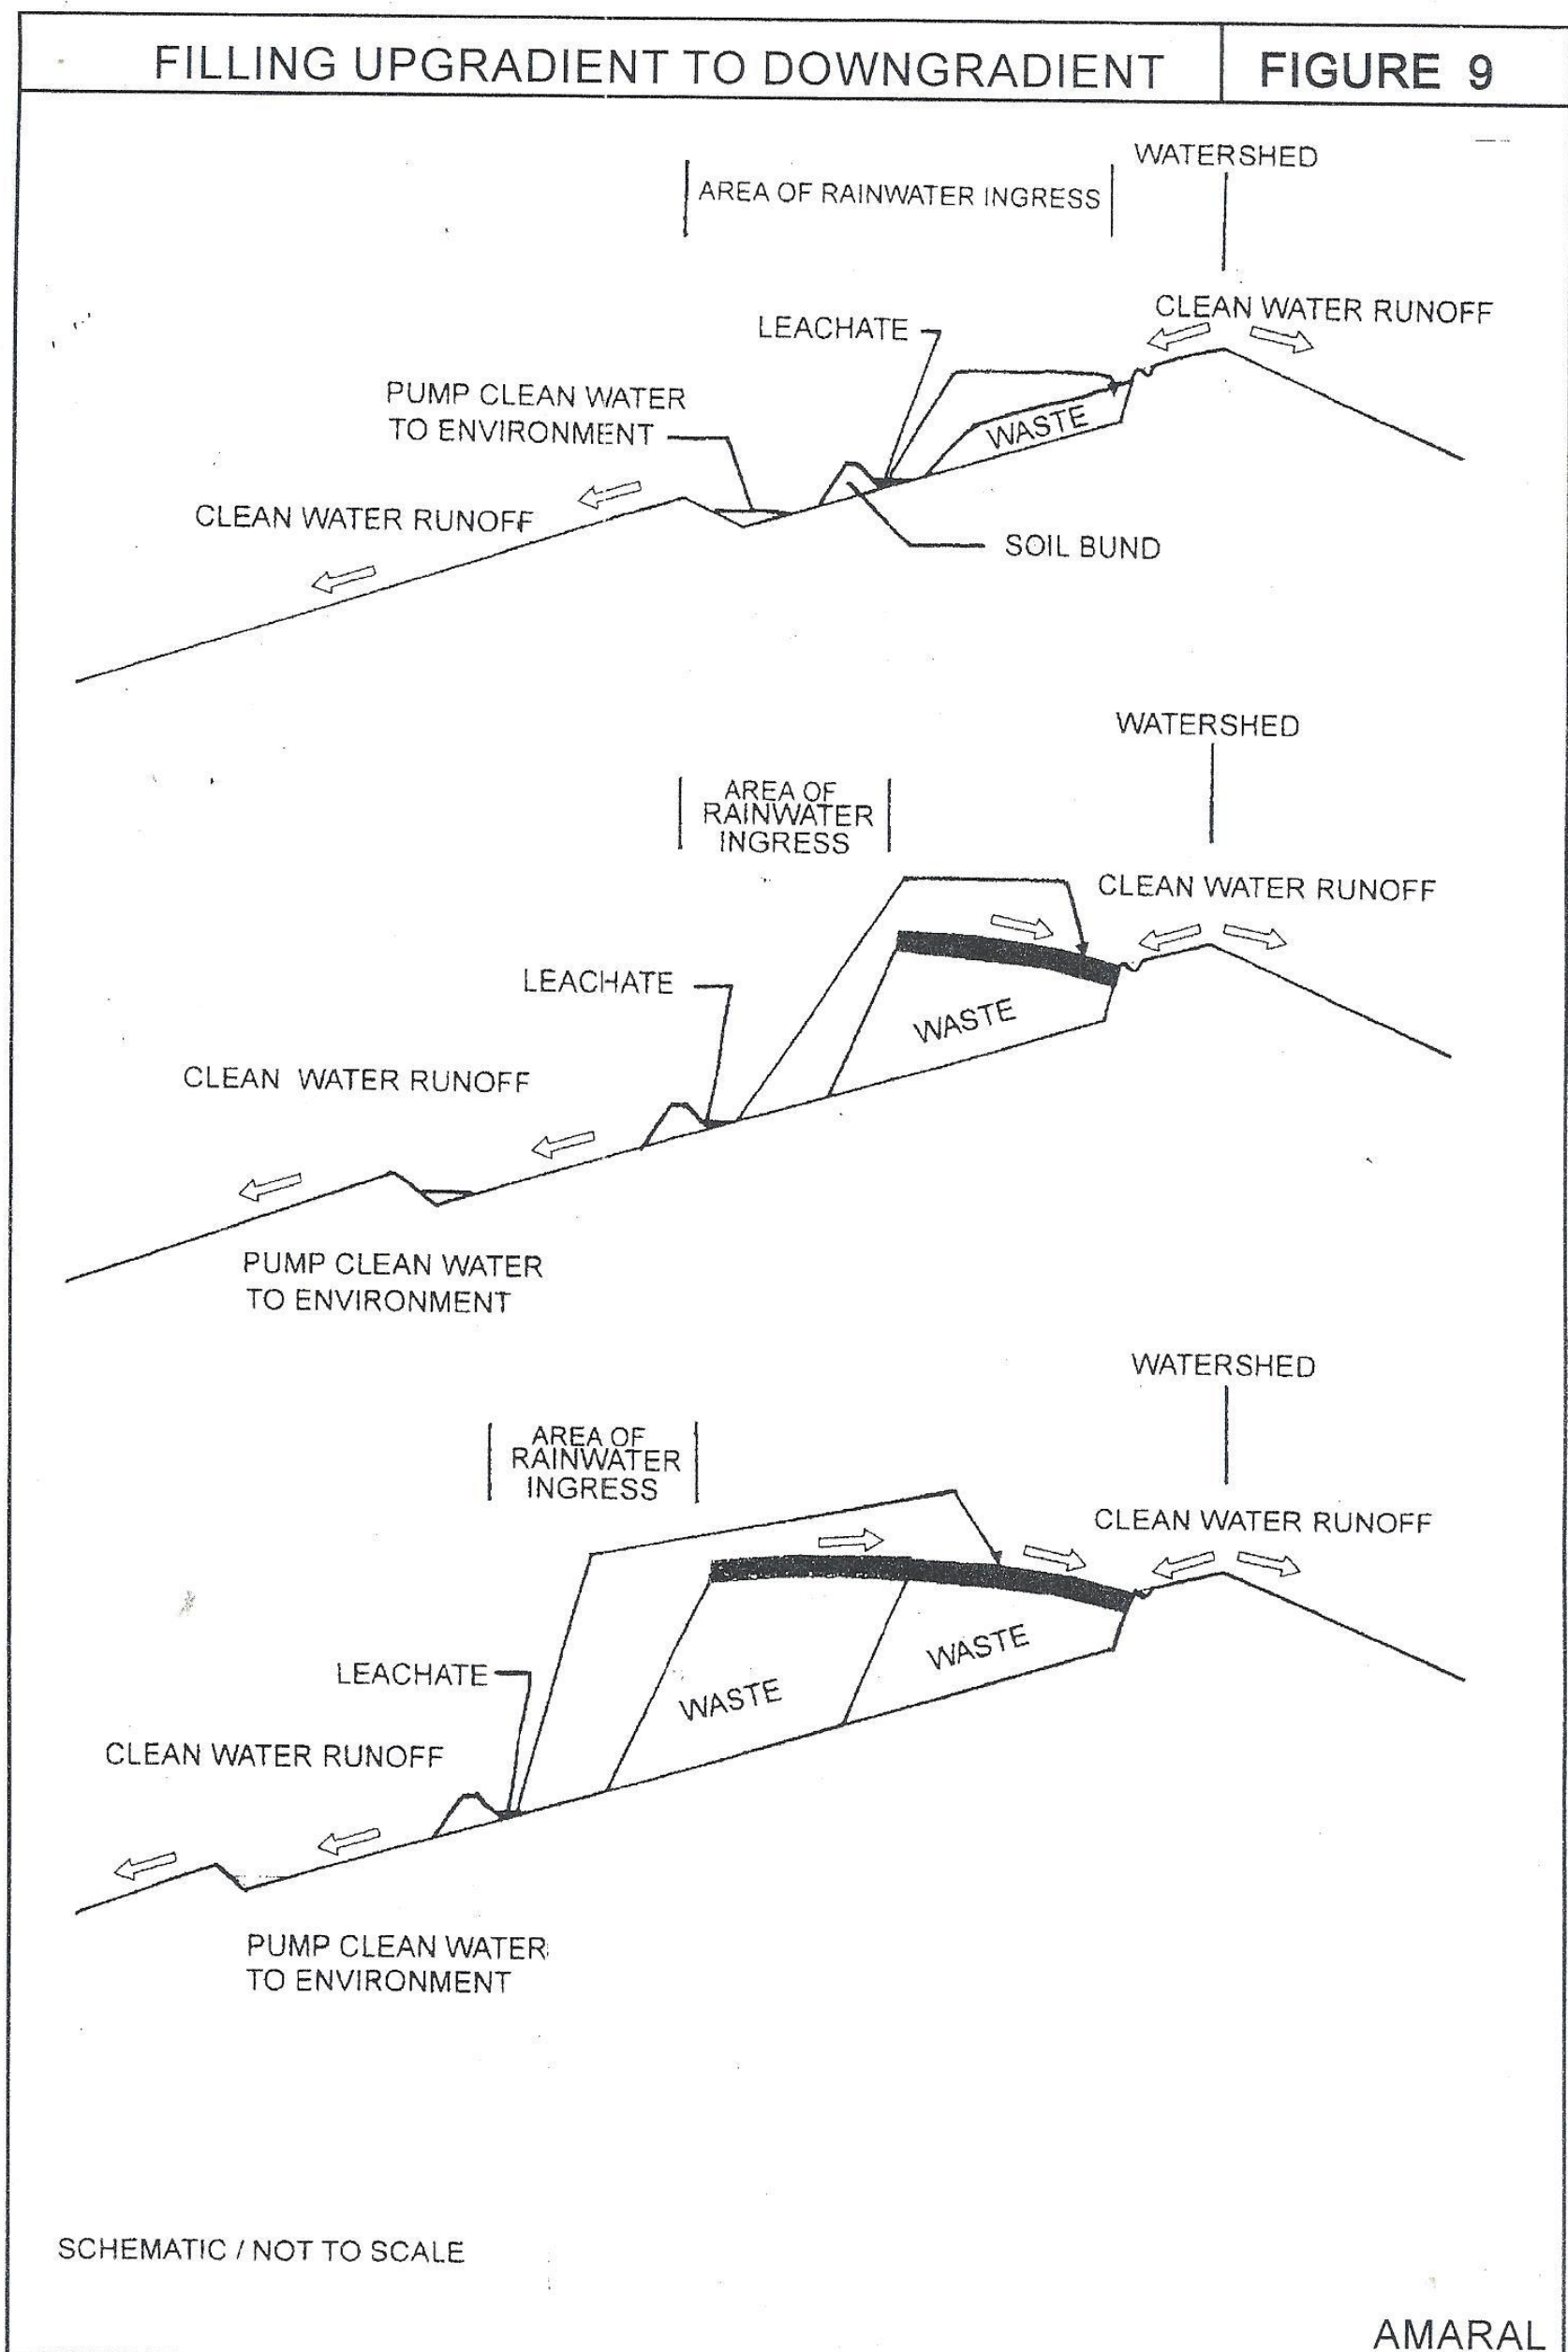 FILLING UPGRADIENT TO DOWNGRADIENT
FIGURE 9
WATERSHED
AREA OF RAINWATER INGRESS
CLEAN WATER RUNOFF
LEACHATE
PUMP CLEAN WATER
TO ENVIRONMENT
WASTE
CLEAN WATER RUNOFF
SOIL BUND
WATERSHED
AREA OF
RAINWATER
INGRESS
CLEAN WATER RUNOFF
LEACHATE
WASTE
CLEAN WATER RUNOFF
PUMP CLEAN WATER
TO ENVIRONMENT
WATERSHED
AREA OF
RAINWATER
INGRESS
CLEAN WATER RUNOFF
WASTE
LEACHATE
WASTE
CLEAN WATER RUNOFF
PUMP CLEAN WATER
TO ENVIRONMENT
SCHEMATIC / NOT TO SCALE
AMARAL